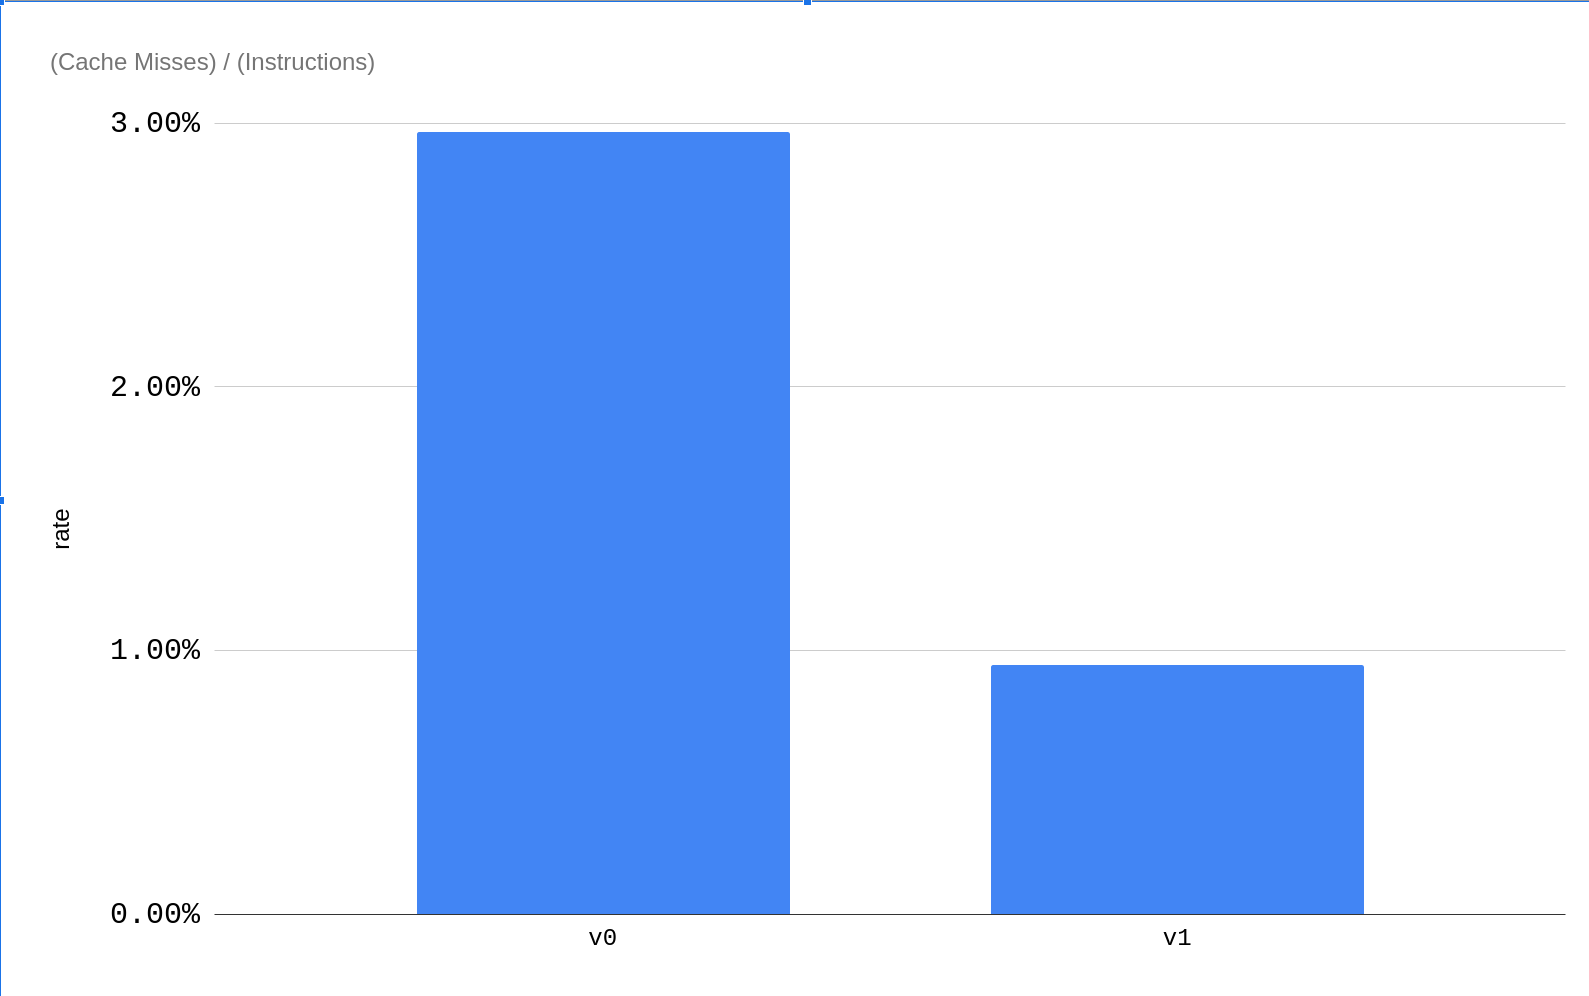 (Cache Misses) / (Instructions)
3.00%
2.00%
1.00%
0.00%
rate
v0
v1